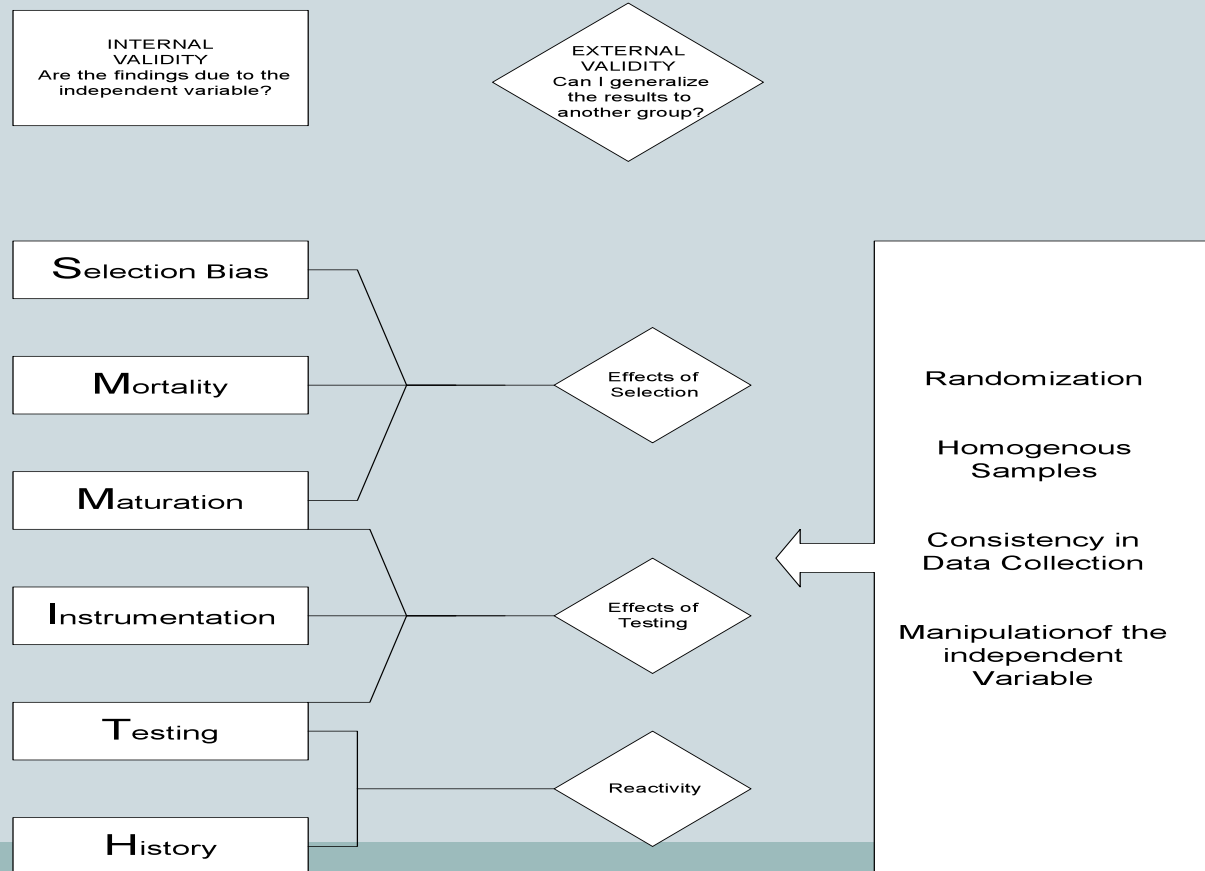 INTERNAL
VALIDITY
Are the findings due to the
independent variable?
EXTERNAL
VALIDITY
Can I generalize
the results to
another group?
Selection Bias
Mortality
Maturation
Instrumentation
Testing
History
Effects of
Selection
Effects of
Testing
Reactivity
Randomization
Homogenous
Samples
Consistency in
Data Collection
Manipulationof the
independent
Variable